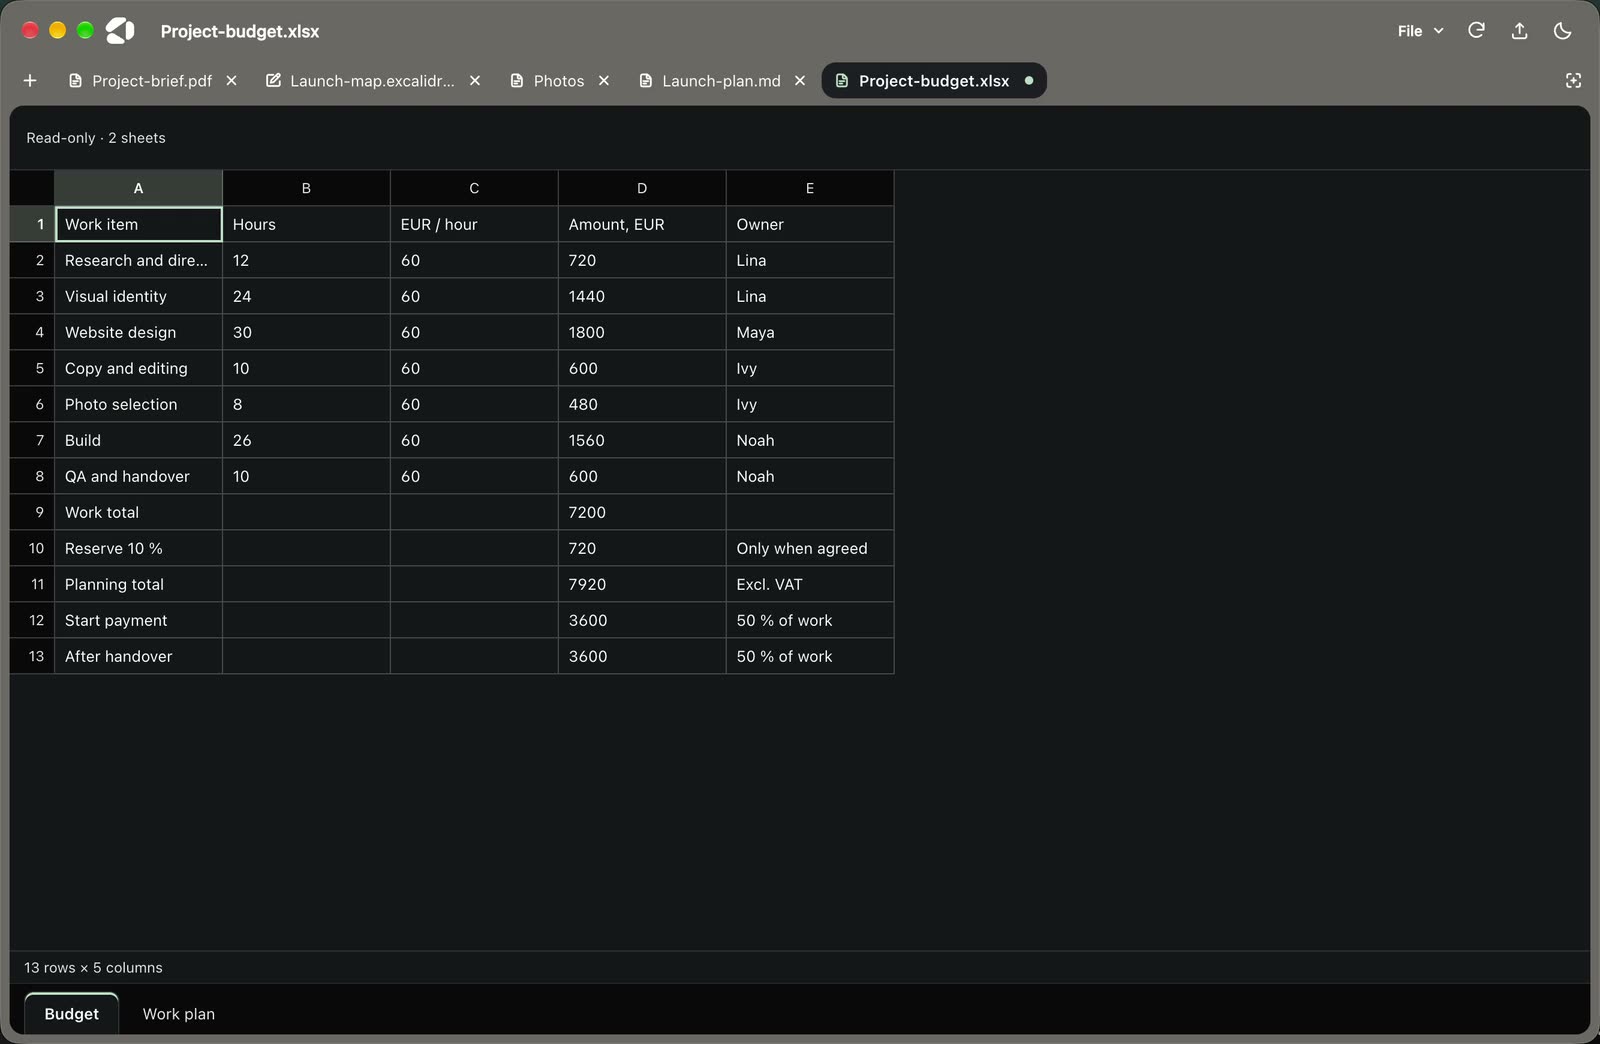 Project-budget.xlsx
File
Project-brief.pdf
Launch-map.excalidr...
Photos
Launch-plan.md
Project-budget.xlsx
Read-only · 2 sheets
A B C D E
1 Work item Hours EUR / hour Amount, EUR Owner
2 Research and dire... 12 60 720 Lina
3 Visual identity 24 60 1440 Lina
4 Website design 30 60 1800 Maya
5 Copy and editing 10 60 600 Ivy
6 Photo selection 8 60 480 Ivy
7 Build 26 60 1560 Noah
8 QA and handover 10 60 600 Noah
9 Work total 7200
10 Reserve 10 % 720 Only when agreed
11 Planning total 7920 Excl. VAT
12 Start payment 3600 50 % of work
13 After handover 3600 50 % of work
13 rows × 5 columns
Budget Work plan